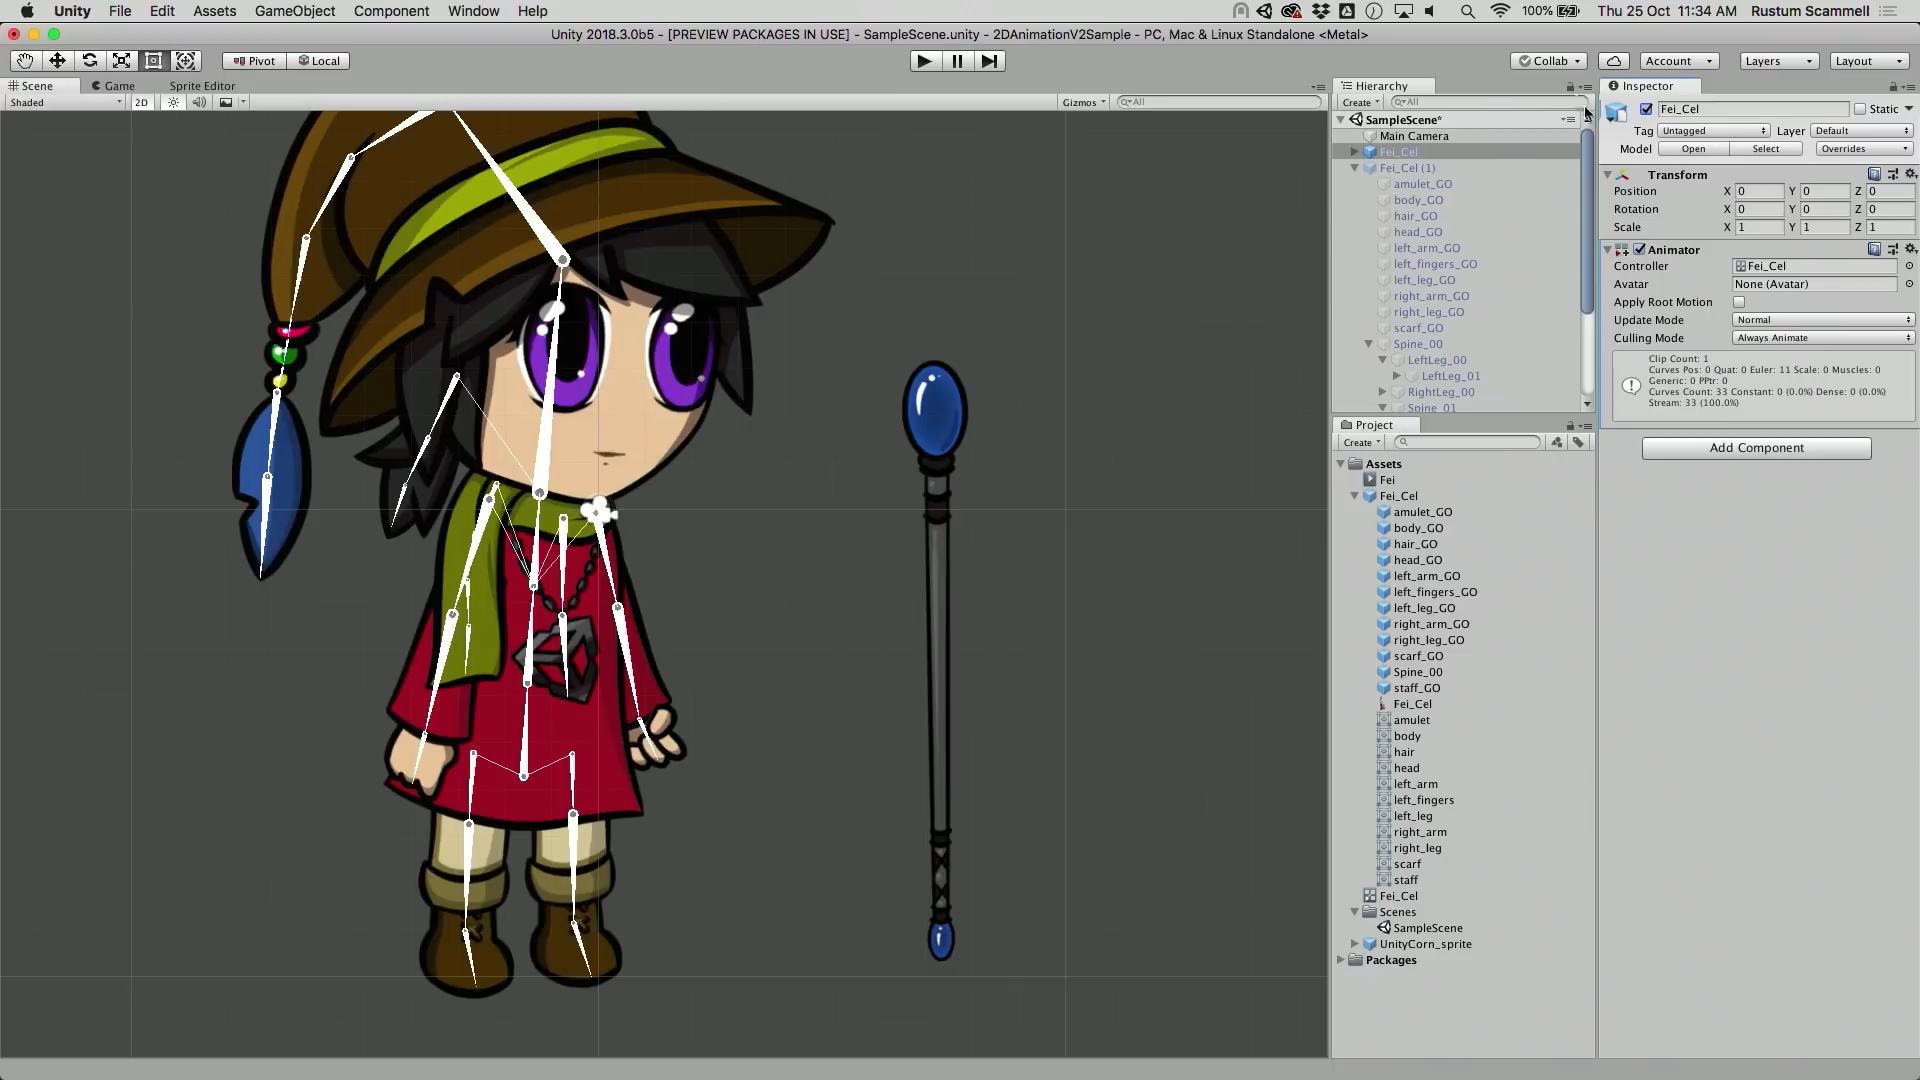 Unity File Edit Assets GameObject Component Window Help 100% Thu 25 Oct 11:34 AM Rustum Scammell
Unity 2018.3.0b5 - [PREVIEW PACKAGES IN USE] - SampleScene.unity - 2DAnimationV2Sample - PC, Mac & Linux Standalone <Metal>
Pivot Local Collab Account Layers Layout
Scene Game Sprite Editor
Shaded 2D Gizmos All
Hierarchy
Create All
SampleScene*
Main Camera
Fei_Cel
Fei_Cel (1)
amulet_GO
body_GO
hair_GO
head_GO
left_arm_GO
left_fingers_GO
left_leg_GO
right_arm_GO
right_leg_GO
scarf_GO
Spine_00
LeftLeg_00
LeftLeg_01
RightLeg_00
Spine_01
Project
Create
Assets
Fei
Fei_Cel
amulet_GO
body_GO
hair_GO
head_GO
left_arm_GO
left_fingers_GO
left_leg_GO
right_arm_GO
right_leg_GO
scarf_GO
Spine_00
staff_GO
Fei_Cel
amulet
body
hair
head
left_arm
left_fingers
left_leg
right_arm
right_leg
scarf
staff
Fei_Cel
Scenes
SampleScene
UnityCorn_sprite
Packages
Inspector
Fei_Cel Static
Tag Untagged Layer Default
Model Open Select Overrides
Transform
Position X 0 Y 0 Z 0
Rotation X 0 Y 0 Z 0
Scale X 1 Y 1 Z 1
Animator
Controller Fei_Cel
Avatar None (Avatar)
Apply Root Motion
Update Mode Normal
Culling Mode Always Animate
Clip Count: 1
Curves Pos: 0 Quat: 0 Euler: 11 Scale: 0 Muscles: 0
Generic: 0 PPtr: 0
Curves Count: 33 Constant: 0 (0.0%) Dense: 0 (0.0%)
Stream: 33 (100.0%)
Add Component